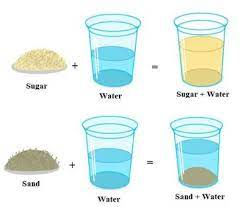 + =
Sugar Water Sugar + Water
+ =
Sand Water Sand + Water